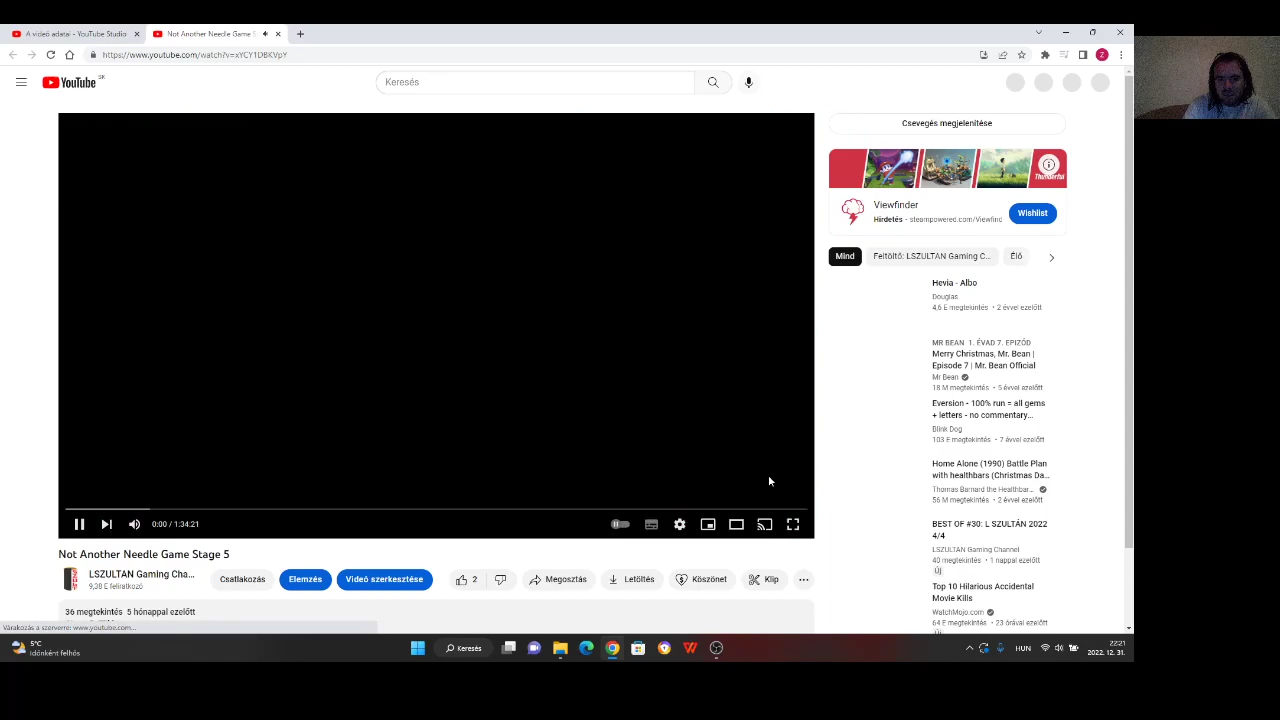 A videó adatai - YouTube Studio
Not Another Needle Game S
https://www.youtube.com/watch?v=xYCY1DBKVpY
YouTube SK
Keresés
Csevegés megjelenítése
Thunderful
Viewfinder
Hirdetés · steampowered.com/Viewfind
Wishlist
Mind
Feltöltő: LSZULTAN Gaming C...
Élő
Hevia - Albo
Douglas
4,6 E megtekintés • 2 évvel ezelőtt
MR BEAN 1. ÉVAD 7. EPIZÓD
Merry Christmas, Mr. Bean |
Episode 7 | Mr. Bean Official
Mr Bean
18 M megtekintés • 5 évvel ezelőtt
Eversion - 100% run = all gems
+ letters - no commentary...
Blink Dog
103 E megtekintés • 7 évvel ezelőtt
Home Alone (1990) Battle Plan
with healthbars (Christmas Da...
Thomas Barnard the Healthbar...
56 M megtekintés • 2 évvel ezelőtt
BEST OF #30: L SZULTÁN 2022
4/4
LSZULTAN Gaming Channel
40 megtekintés • 1 nappal ezelőtt
Új
Top 10 Hilarious Accidental
Movie Kills
WatchMojo.com
64 E megtekintés • 23 órával ezelőtt
0:00 / 1:34:21
Not Another Needle Game Stage 5
LSZULTAN Gaming Cha...
9,38 E feliratkozó
Csatlakozás
Elemzés
Videó szerkesztése
2
Megosztás
Letöltés
Köszönet
Klip
36 megtekintés 5 hónappal ezelőtt
Várakozás a szerverre: www.youtube.com...
5°C
Időnként felhős
Keresés
HUN
22:21
2022. 12. 31.